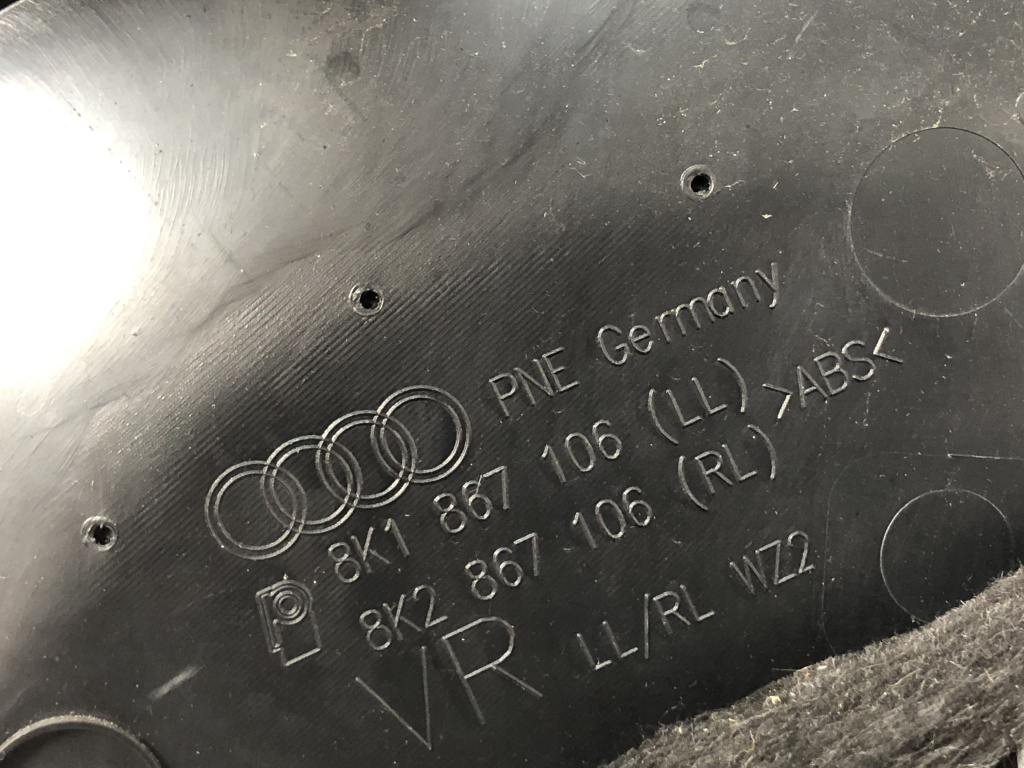 PNE Germany
8K1 867 106 (LL) >ABS<
8K2 867 106 (RL)
VR LL/RL WZ2